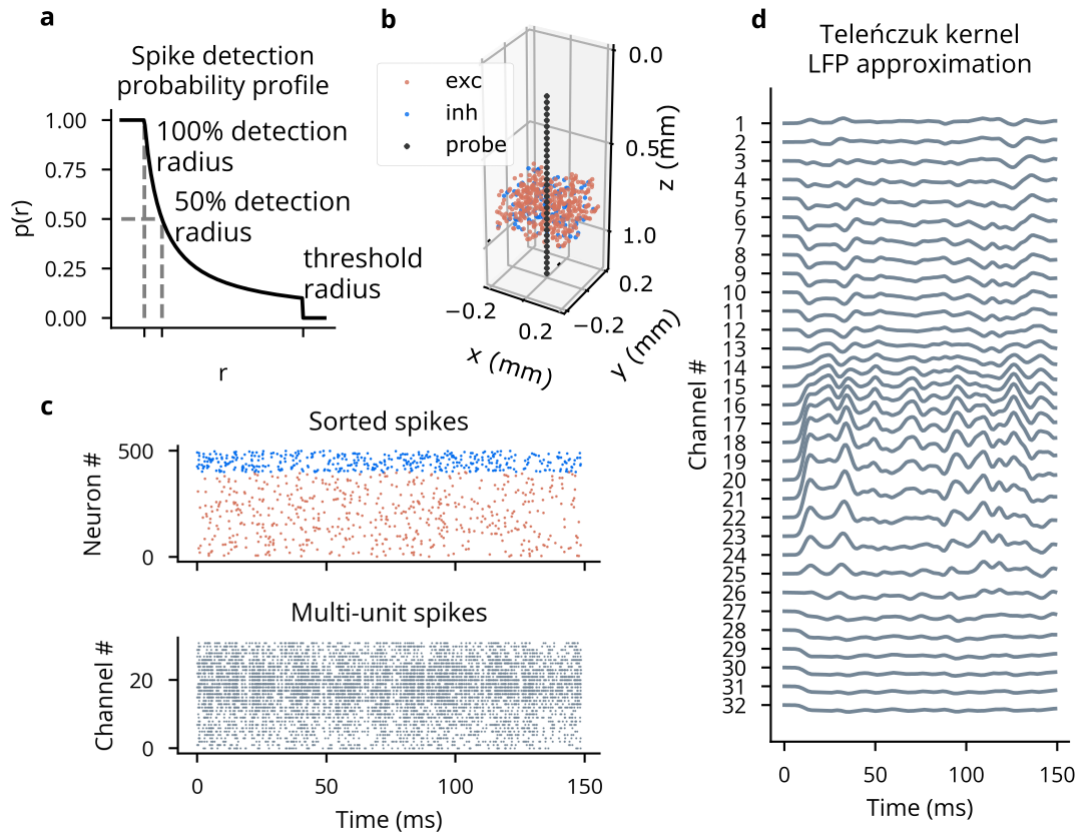 a
Spike detection
probability profile
1.00
0.75
0.50
0.25
0.00
p(r)
100% detection
radius
50% detection
radius
threshold
radius
r
b
exc
inh
probe
0.0
0.5
1.0
z (mm)
−0.2
0.2
x (mm)
−0.2
0.2
y (mm)
c
Sorted spikes
500
0
Neuron #
Multi-unit spikes
20
0
Channel #
0
50
100
150
Time (ms)
d
Teleńczuk kernel
LFP approximation
1
2
3
4
5
6
7
8
9
10
11
12
13
14
15
16
17
18
19
20
21
22
23
24
25
26
27
28
29
30
31
32
Channel #
0
50
100
150
Time (ms)